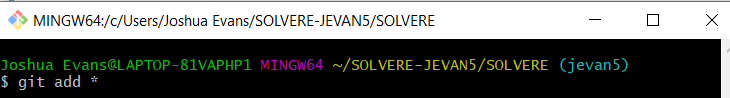 MINGW64:/c/Users/Joshua Evans/SOLVERE-JEVAN5/SOLVERE
Joshua Evans@LAPTOP-81VAPHP1 MINGW64 ~/SOLVERE-JEVAN5/SOLVERE (jevan5)
$ git add *